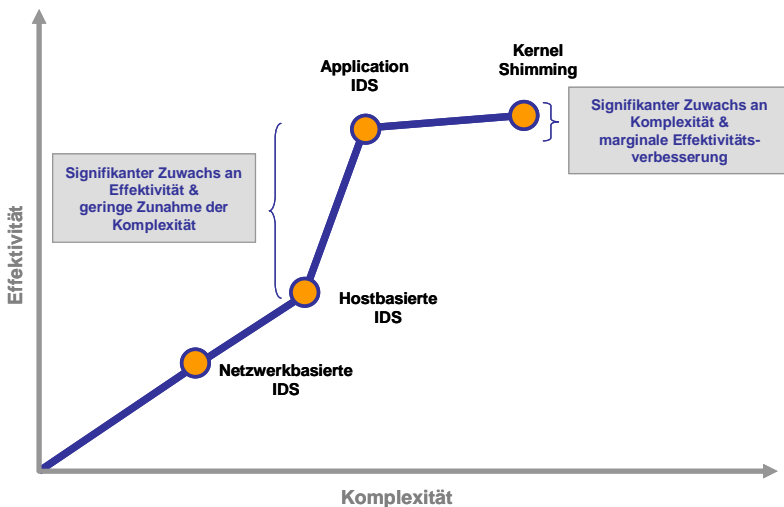 Kernel
Shimming
Application
IDS
Signifikanter Zuwachs an
Komplexität &
marginale Effektivitäts-
verbesserung
Signifikanter Zuwachs an
Effektivität &
geringe Zunahme der
Komplexität
Effektivität
Hostbasierte
IDS
Netzwerkbasierte
IDS
Komplexität